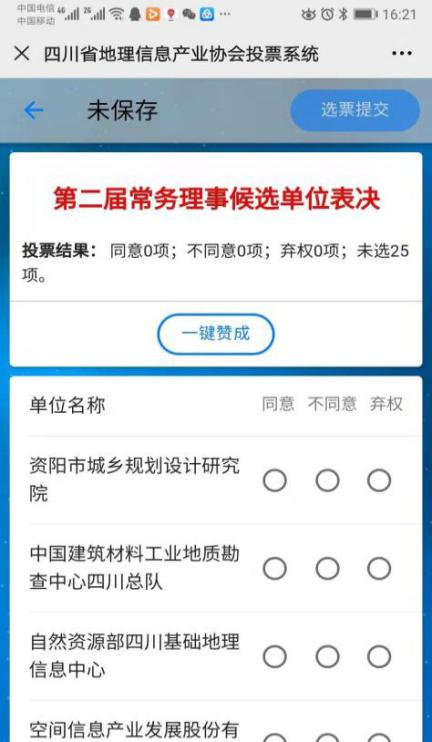 中国电信 4G 2G 16:21
中国移动
四川省地理信息产业协会投票系统
未保存 选票提交
第二届常务理事候选单位表决
投票结果： 同意0项；不同意0项；弃权0项；未选25
项。
一键赞成
单位名称 同意 不同意 弃权
资阳市城乡规划设计研究
院
中国建筑材料工业地质勘
查中心四川总队
自然资源部四川基础地理
信息中心
空间信息产业发展股份有